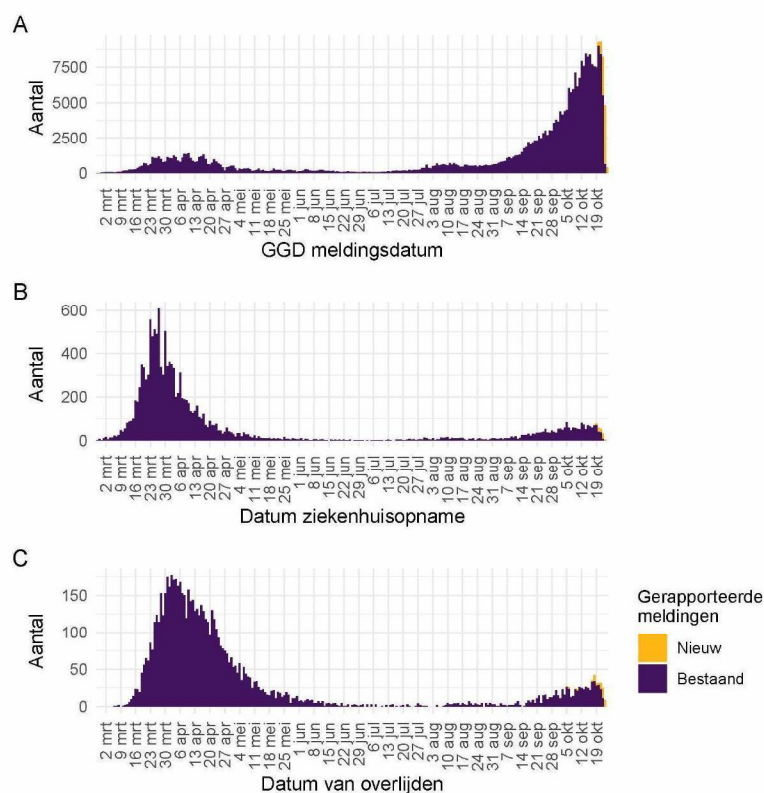 A
Aantal
7500
5000
2500
0
2 mrt
9 mrt
16 mrt
23 mrt
30 mrt
6 apr
13 apr
20 apr
27 apr
4 mei
11 mei
18 mei
25 mei
1 jun
8 jun
15 jun
22 jun
29 jun
6 jul
13 jul
20 jul
27 jul
3 aug
10 aug
17 aug
24 aug
31 aug
7 sep
14 sep
21 sep
28 sep
5 okt
12 okt
19 okt
GGD meldingsdatum
B
Aantal
600
400
200
0
2 mrt
9 mrt
16 mrt
23 mrt
30 mrt
6 apr
13 apr
20 apr
27 apr
4 mei
11 mei
18 mei
25 mei
1 jun
8 jun
15 jun
22 jun
29 jun
6 jul
13 jul
20 jul
27 jul
3 aug
10 aug
17 aug
24 aug
31 aug
7 sep
14 sep
21 sep
28 sep
5 okt
12 okt
19 okt
Datum ziekenhuisopname
C
Aantal
150
100
50
0
2 mrt
9 mrt
16 mrt
23 mrt
30 mrt
6 apr
13 apr
20 apr
27 apr
4 mei
11 mei
18 mei
25 mei
1 jun
8 jun
15 jun
22 jun
29 jun
6 jul
13 jul
20 jul
27 jul
3 aug
10 aug
17 aug
24 aug
31 aug
7 sep
14 sep
21 sep
28 sep
5 okt
12 okt
19 okt
Datum van overlijden
Gerapporteerde
meldingen
Nieuw
Bestaand